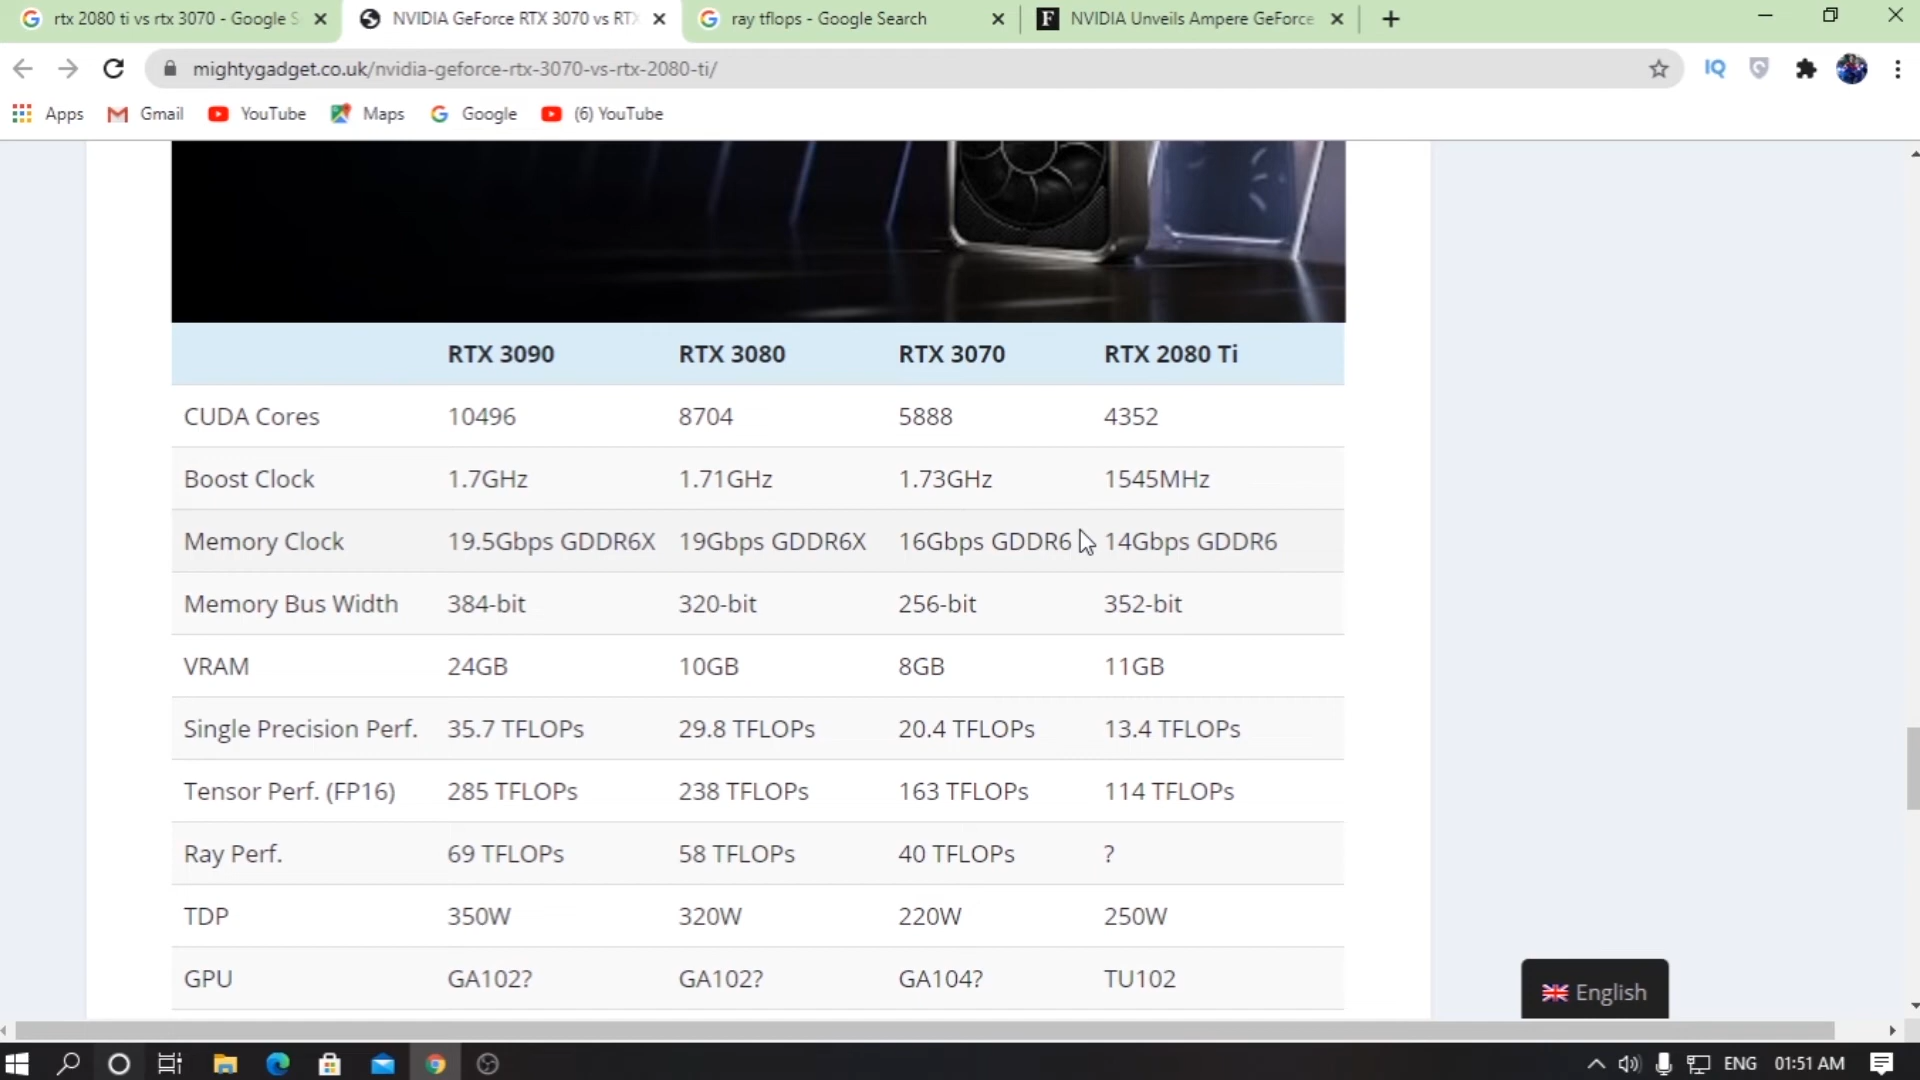 rtx 2080 ti vs rtx 3070 - Google S
NVIDIA GeForce RTX 3070 vs RTX
ray tflops - Google Search
NVIDIA Unveils Ampere GeForce
mightygadget.co.uk/nvidia-geforce-rtx-3070-vs-rtx-2080-ti/
IQ
Apps Gmail YouTube Maps Google (6) YouTube
RTX 3090 RTX 3080 RTX 3070 RTX 2080 Ti
CUDA Cores 10496 8704 5888 4352
Boost Clock 1.7GHz 1.71GHz 1.73GHz 1545MHz
Memory Clock 19.5Gbps GDDR6X 19Gbps GDDR6X 16Gbps GDDR6 14Gbps GDDR6
Memory Bus Width 384-bit 320-bit 256-bit 352-bit
VRAM 24GB 10GB 8GB 11GB
Single Precision Perf. 35.7 TFLOPs 29.8 TFLOPs 20.4 TFLOPs 13.4 TFLOPs
Tensor Perf. (FP16) 285 TFLOPs 238 TFLOPs 163 TFLOPs 114 TFLOPs
Ray Perf. 69 TFLOPs 58 TFLOPs 40 TFLOPs ?
TDP 350W 320W 220W 250W
GPU GA102? GA102? GA104? TU102
English
ENG 01:51 AM